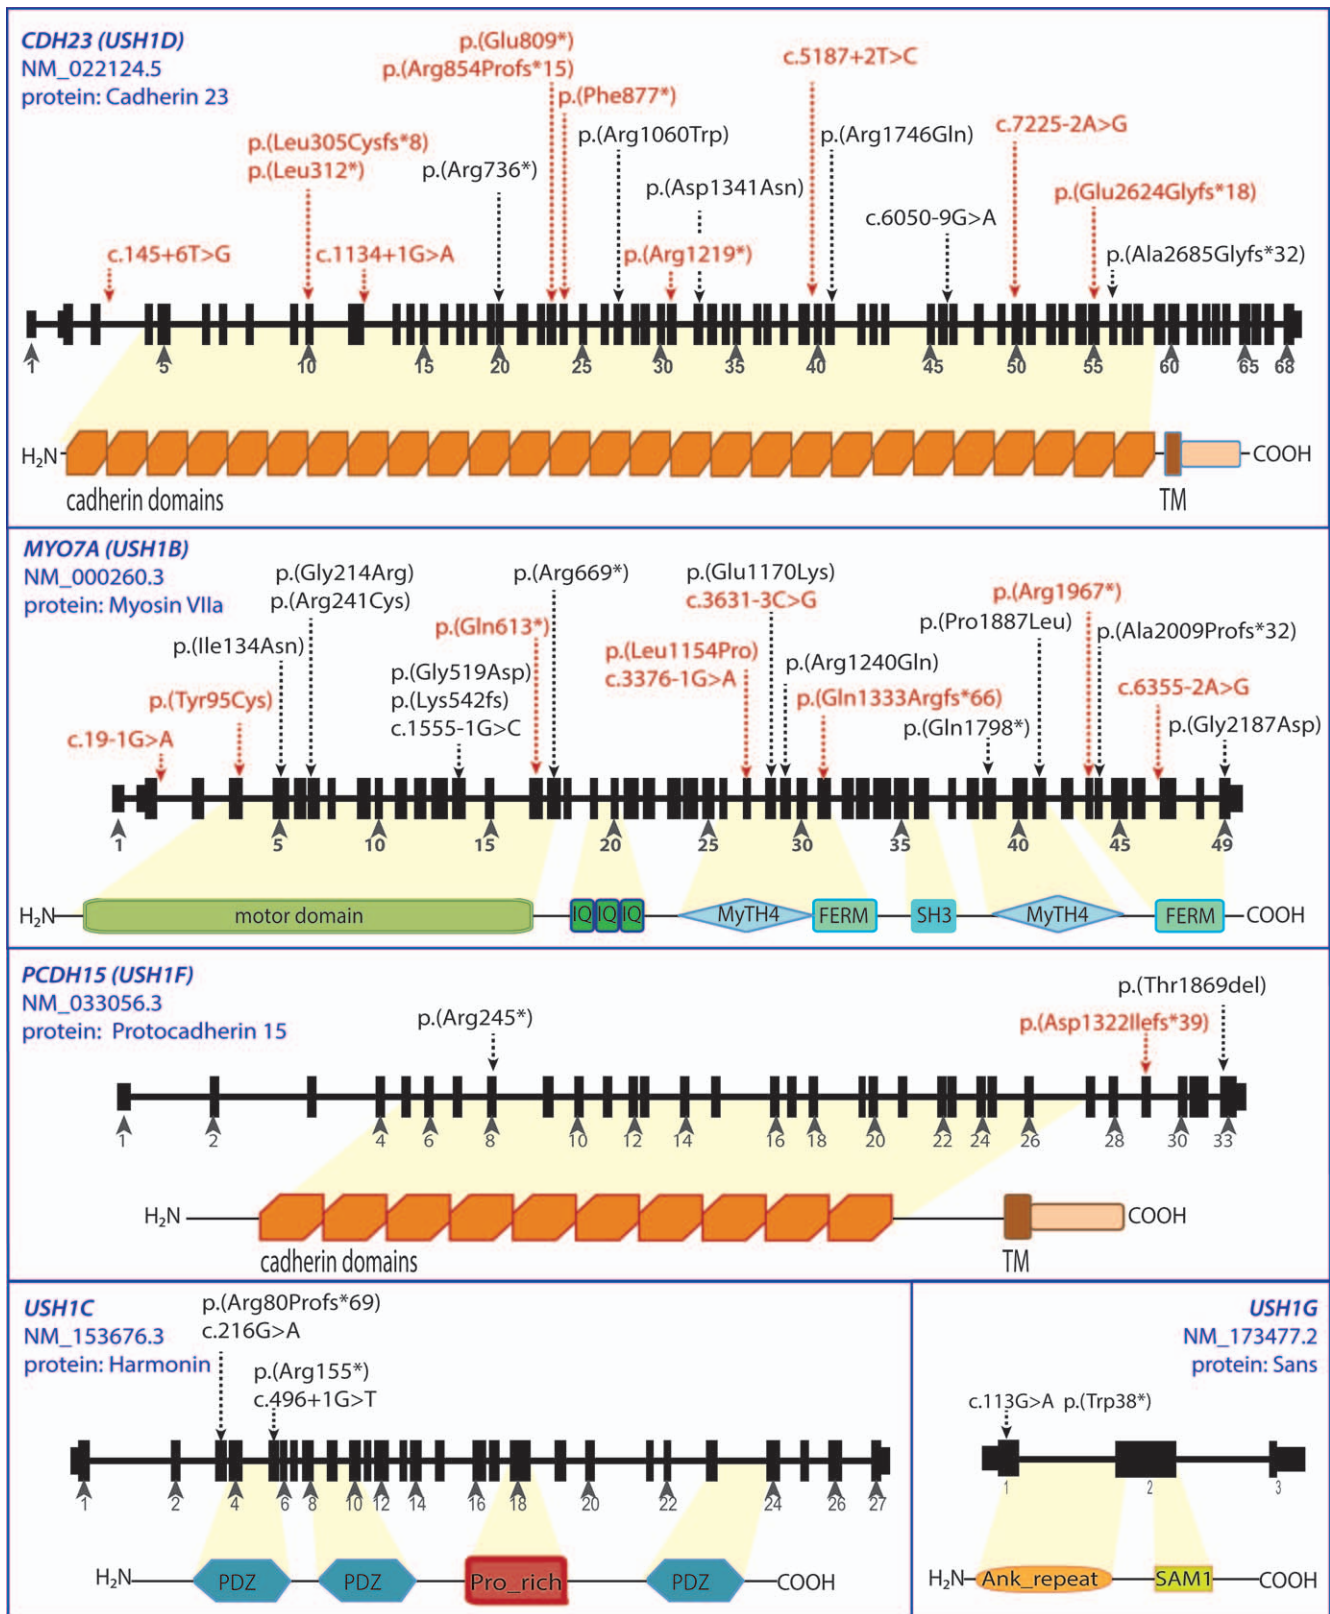 CDH23 (USH1D)
NM_022124.5
protein: Cadherin 23
p.(Glu809*)
p.(Arg854Profs*15)
p.(Phe877*)
c.5187+2T>C
p.(Leu305Cysfs*8)
p.(Leu312*)
p.(Arg736*)
p.(Arg1060Trp)
p.(Arg1746Gln)
c.7225-2A>G
p.(Asp1341Asn)
p.(Glu2624Glyfs*18)
c.6050-9G>A
c.145+6T>G
c.1134+1G>A
p.(Arg1219*)
p.(Ala2685Glyfs*32)
1 5 10 15 20 25 30 35 40 45 50 55 60 65 68
H₂N COOH
cadherin domains TM
MYO7A (USH1B)
NM_000260.3
protein: Myosin VIIa
p.(Gly214Arg)
p.(Arg241Cys)
p.(Arg669*)
p.(Glu1170Lys)
c.3631-3C>G
p.(Arg1967*)
p.(Ile134Asn)
p.(Gln613*)
p.(Pro1887Leu)
p.(Ala2009Profs*32)
p.(Leu1154Pro)
c.3376-1G>A
p.(Arg1240Gln)
p.(Gly519Asp)
p.(Lys542fs)
c.1555-1G>C
p.(Tyr95Cys)
p.(Gln1333Argfs*66)
c.6355-2A>G
p.(Gln1798*)
p.(Gly2187Asp)
c.19-1G>A
1 5 10 15 20 25 30 35 40 45 49
H₂N motor domain IQ IQ IQ MyTH4 FERM SH3 MyTH4 FERM COOH
PCDH15 (USH1F)
NM_033056.3
protein: Protocadherin 15
p.(Arg245*)
p.(Thr1869del)
p.(Asp1322Ilefs*39)
1 2 4 6 8 10 12 14 16 18 20 22 24 26 28 30 33
H₂N COOH
cadherin domains TM
USH1C
NM_153676.3
protein: Harmonin
p.(Arg80Profs*69)
c.216G>A
p.(Arg155*)
c.496+1G>T
1 2 4 6 8 10 12 14 16 18 20 22 24 26 27
H₂N PDZ PDZ Pro_rich PDZ COOH
USH1G
NM_173477.2
protein: Sans
c.113G>A p.(Trp38*)
1 2 3
H₂N Ank_repeat SAM1 COOH